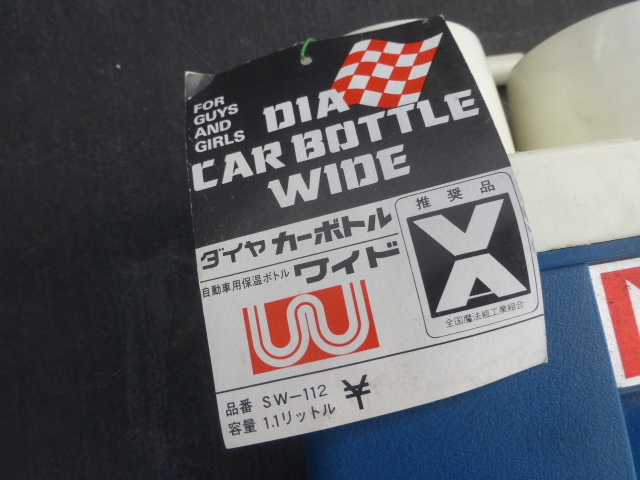 FOR
GUYS
AND
GIRLS
DIA
CAR BOTTLE
WIDE
ダイヤ カーボトル
自動車用保温ボトル ワイド
推奨品
VA
全国魔法瓶工業組合
品番 SW-112
容量 1.1リットル
¥